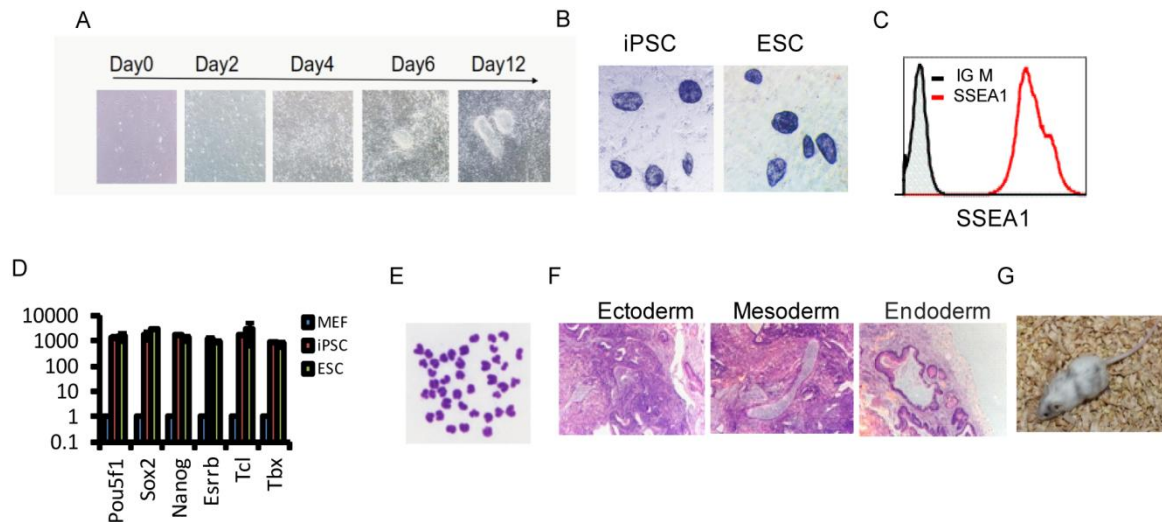 A
Day0 Day2 Day4 Day6 Day12
B
iPSC ESC
C
IG M
SSEA1
SSEA1
D
10000
1000
100
10
1
0.1
MEF
iPSC
ESC
Pou5f1
Sox2
Nanog
Esrrb
Tcl
Tbx
E
F
Ectoderm Mesoderm Endoderm
G